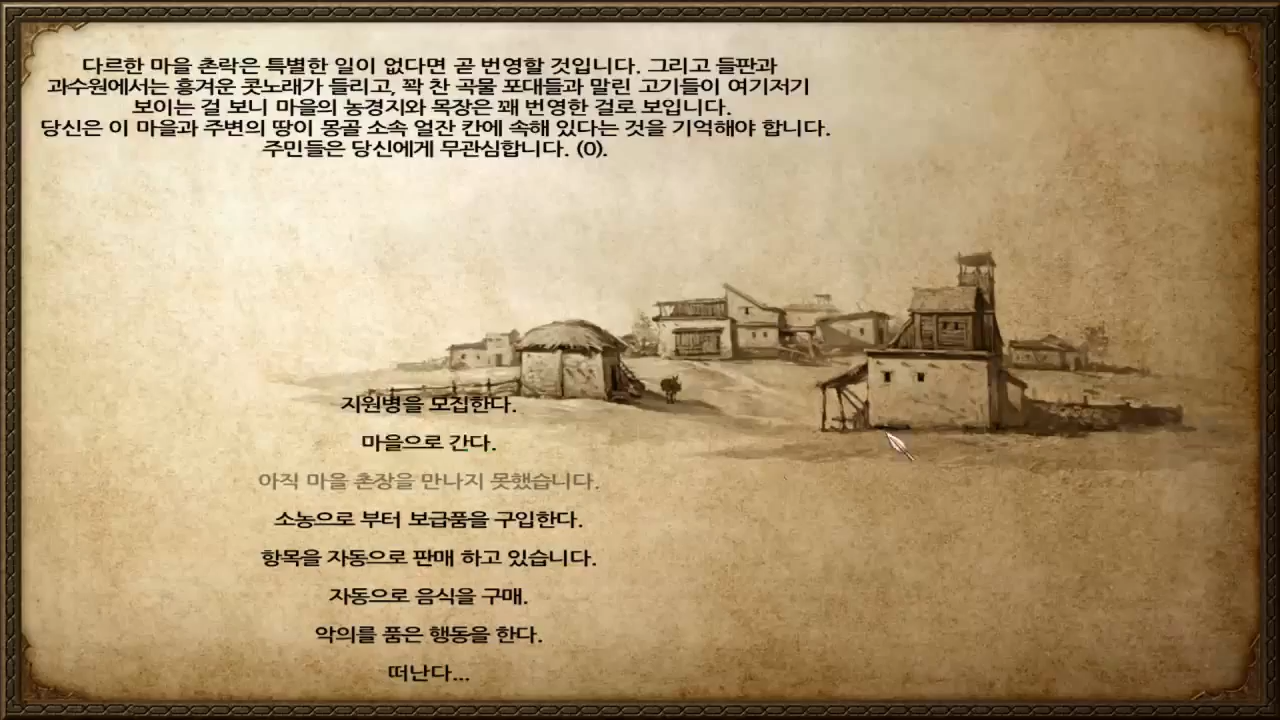 다르한 마을 촌락은 특별한 일이 없다면 곧 번영할 것입니다. 그리고 들판과
과수원에서는 흥겨운 콧노래가 들리고, 꽉 찬 곡물 포대들과 말린 고기들이 여기저기
보이는 걸 보니 마을의 농경지와 목장은 꽤 번영한 걸로 보입니다.
당신은 이 마을과 주변의 땅이 몽골 소속 얼잔 칸에 속해 있다는 것을 기억해야 합니다.
주민들은 당신에게 무관심합니다. (0).
지원병을 모집한다.
마을으로 간다.
아직 마을 촌장을 만나지 못했습니다.
소농으로 부터 보급품을 구입한다.
항목을 자동으로 판매 하고 있습니다.
자동으로 음식을 구매.
악의를 품은 행동을 한다.
떠난다...